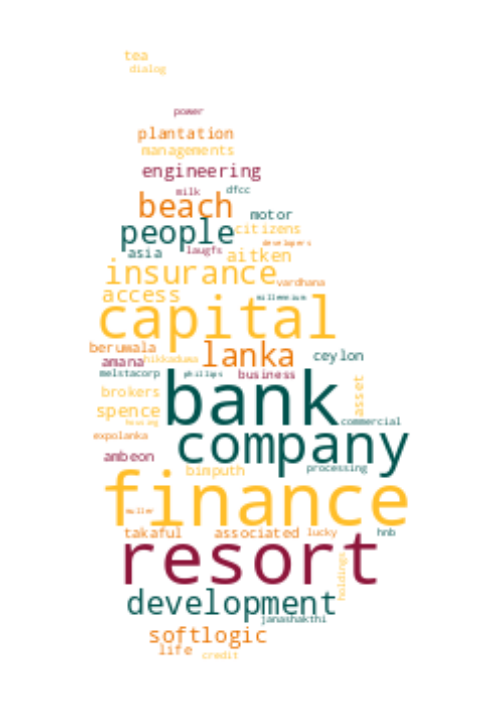 tea
dialog
power
plantation
managements
engineering
milk dfcc
beach motor
people citizens
developers
asia laugfs aitken
insurance vardhana
access millennium
capital
beruwala lanka ceylon
amana hikkaduwa
melstacorp phillips business
brokers bank asset
spence commercial
housing
expolanka company
ambeon processing
bimputh
finance
muller
takaful associated lucky hnb
resort
holdings
development
janashakthi
softlogic
life credit